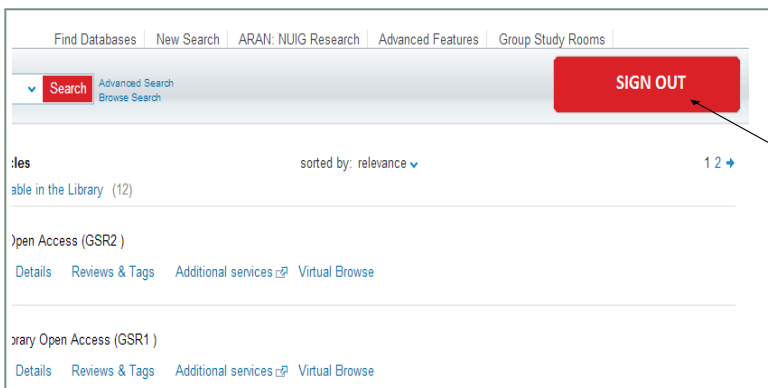 Find Databases New Search ARAN: NUIG Research Advanced Features Group Study Rooms
Search Advanced Search
Browse Search
SIGN OUT
:les sorted by: relevance 1 2
able in the Library (12)
Open Access (GSR2 )
Details Reviews & Tags Additional services Virtual Browse
orary Open Access (GSR1 )
Details Reviews & Tags Additional services Virtual Browse